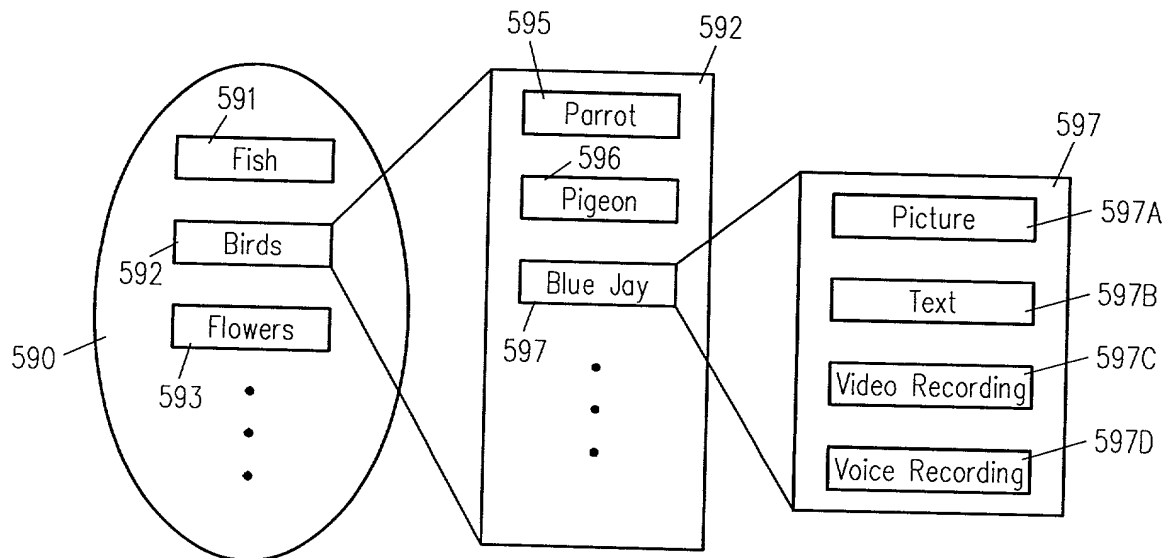 595
592
591
Parrot
597
Fish
596
Picture
597A
Pigeon
592
Birds
Text
597B
Blue Jay
590
Flowers
597
597C
593
Video Recording
597D
Voice Recording